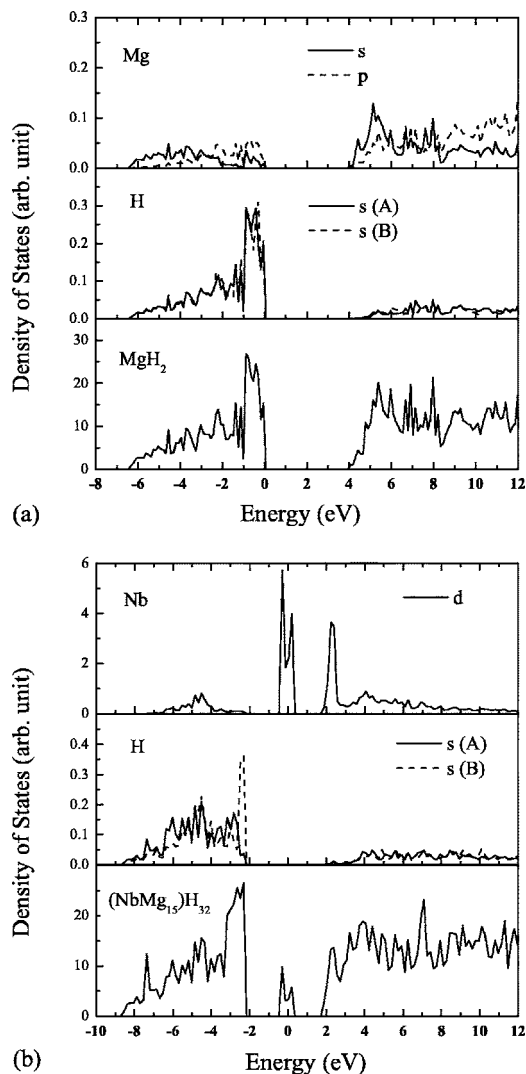 0.3
Mg
s
p
0.2
0.1
0.0
H
s (A)
s (B)
0.3
0.2
0.1
0.0
MgH₂
30
20
10
0
-8 -6 -4 -2 0 2 4 6 8 10 12
Density of States (arb. unit)
(a)
Energy (eV)
6
Nb
d
4
2
0
H
s (A)
s (B)
0.4
0.3
0.2
0.1
0.0
(NbMg₁₅)H₃₂
20
10
0
-10 -8 -6 -4 -2 0 2 4 6 8 10 12
Density of States (arb. unit)
(b)
Energy (eV)